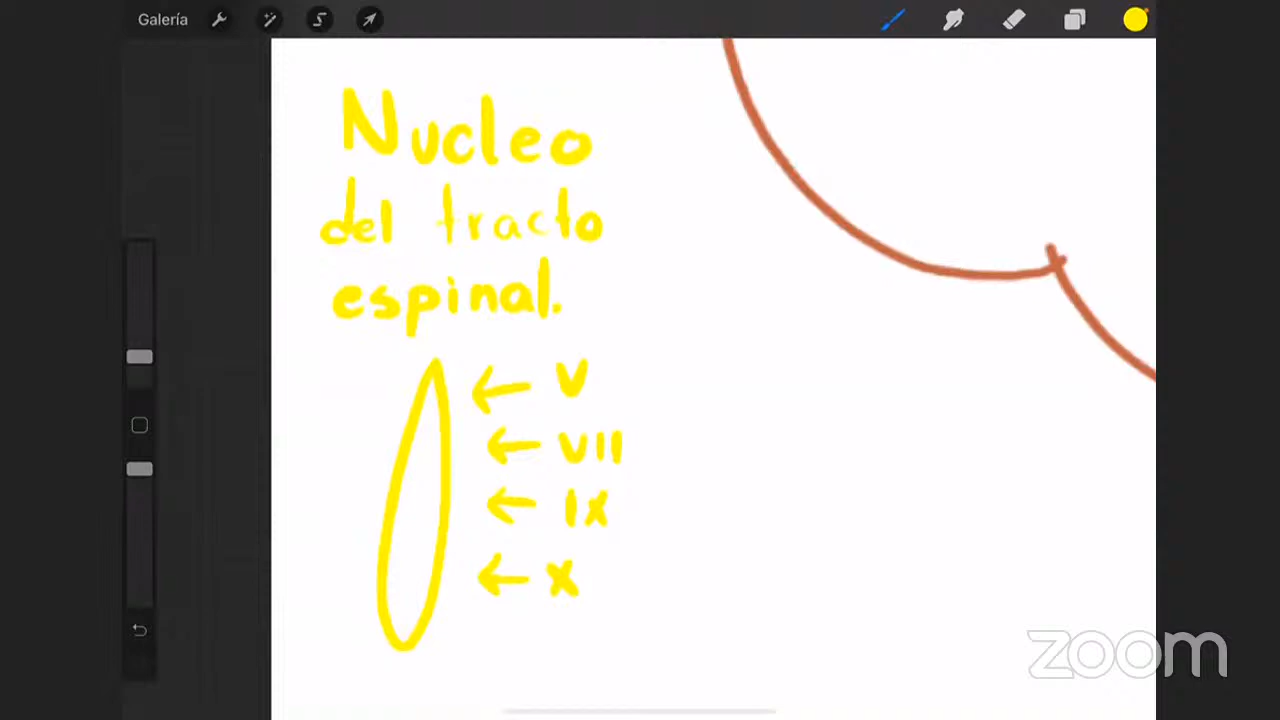 Galería
Nucleo
del tracto
espinal.
← V
← VII
← IX
← X
zoom